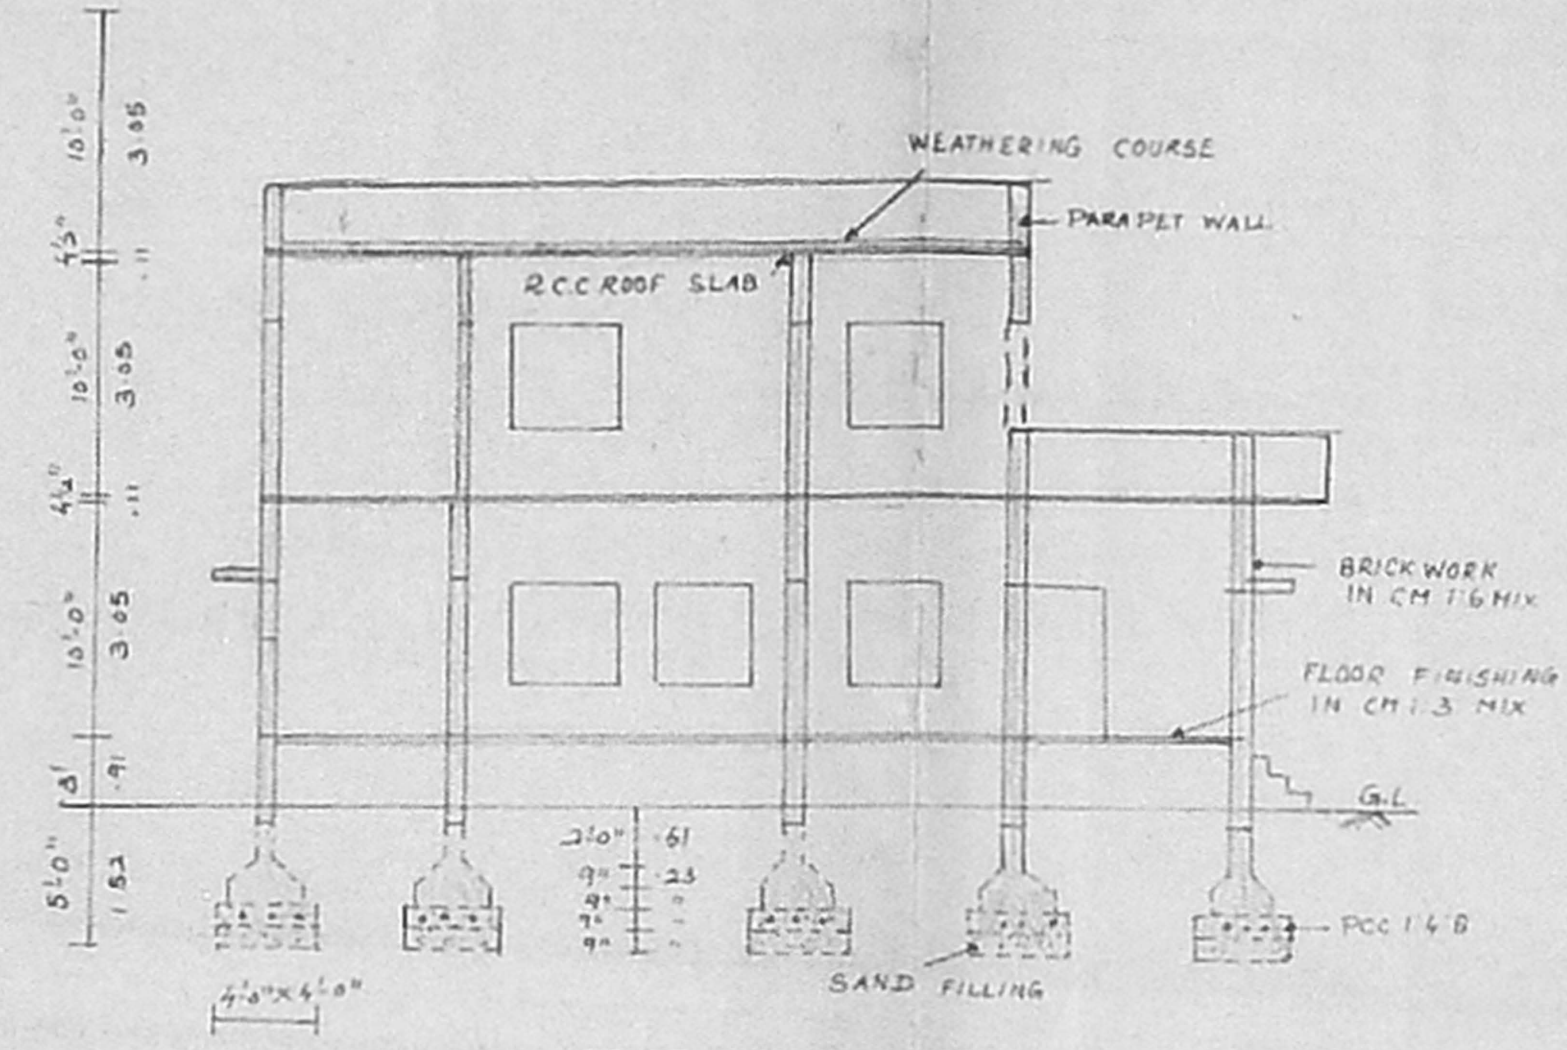 10'-0"
3.05
WEATHERING COURSE
PARAPET WALL
4½"
.11
R.C.C ROOF SLAB
10'-0"
3.05
4½"
.11
BRICK WORK
IN CM 1:6 MIX
10'-0"
3.05
FLOOR FINISHING
IN CM 1:3 MIX
3'
.91
G.L
2'-0" .61
9" .23
9" "
9" "
9" "
5'-0"
1.52
PCC 1:4:8
SAND FILLING
4'-0" X 4'-0"